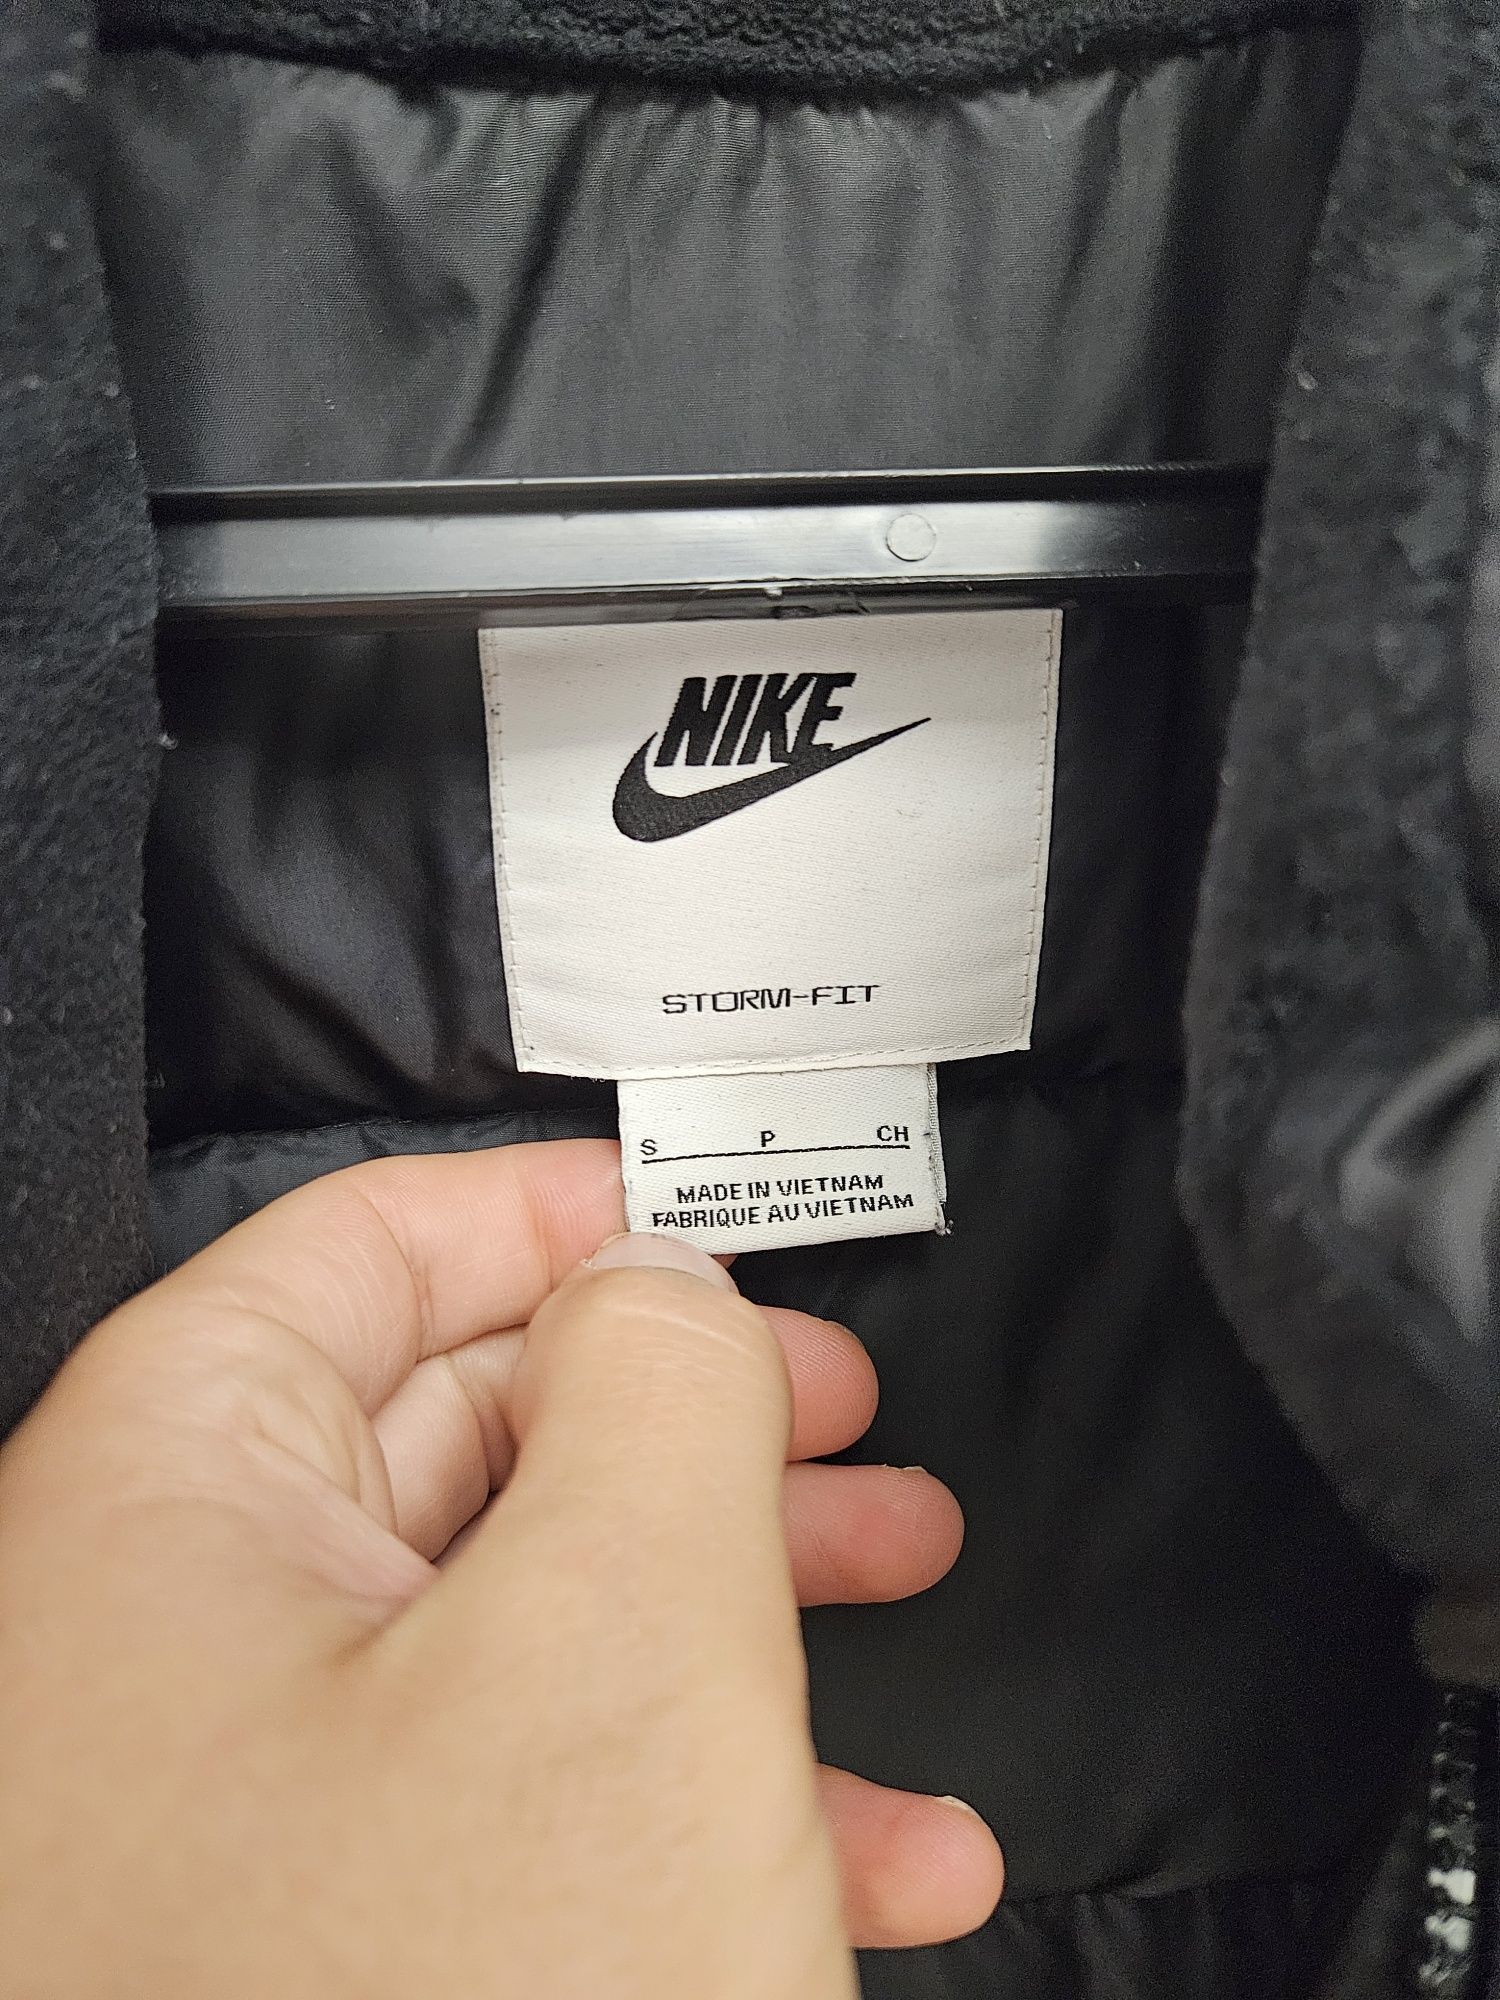 NIKE
STORM-FIT
S P CH
MADE IN VIETNAM
FABRIQUE AU VIETNAM